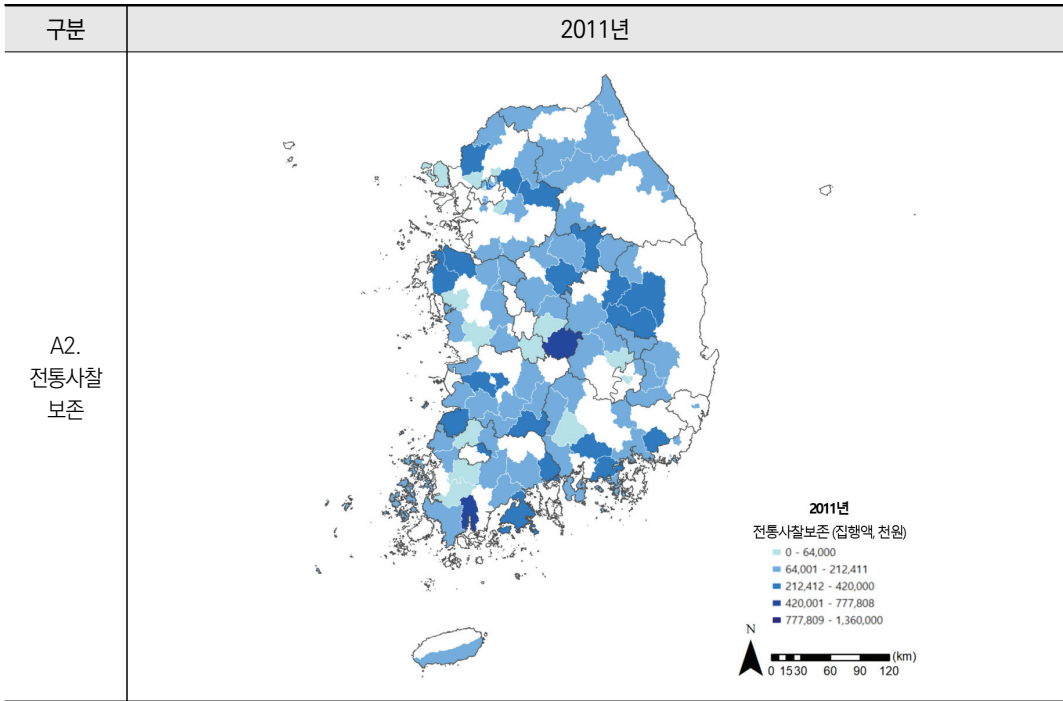 구분
2011년
A2.
전통사찰
보존
2011년
전통사찰보존 (집행액, 천원)
0 - 64,000
64,001 - 212,411
212,412 - 420,000
420,001 - 777,808
777,809 - 1,360,000
N
(km)
0 1530 60 90 120